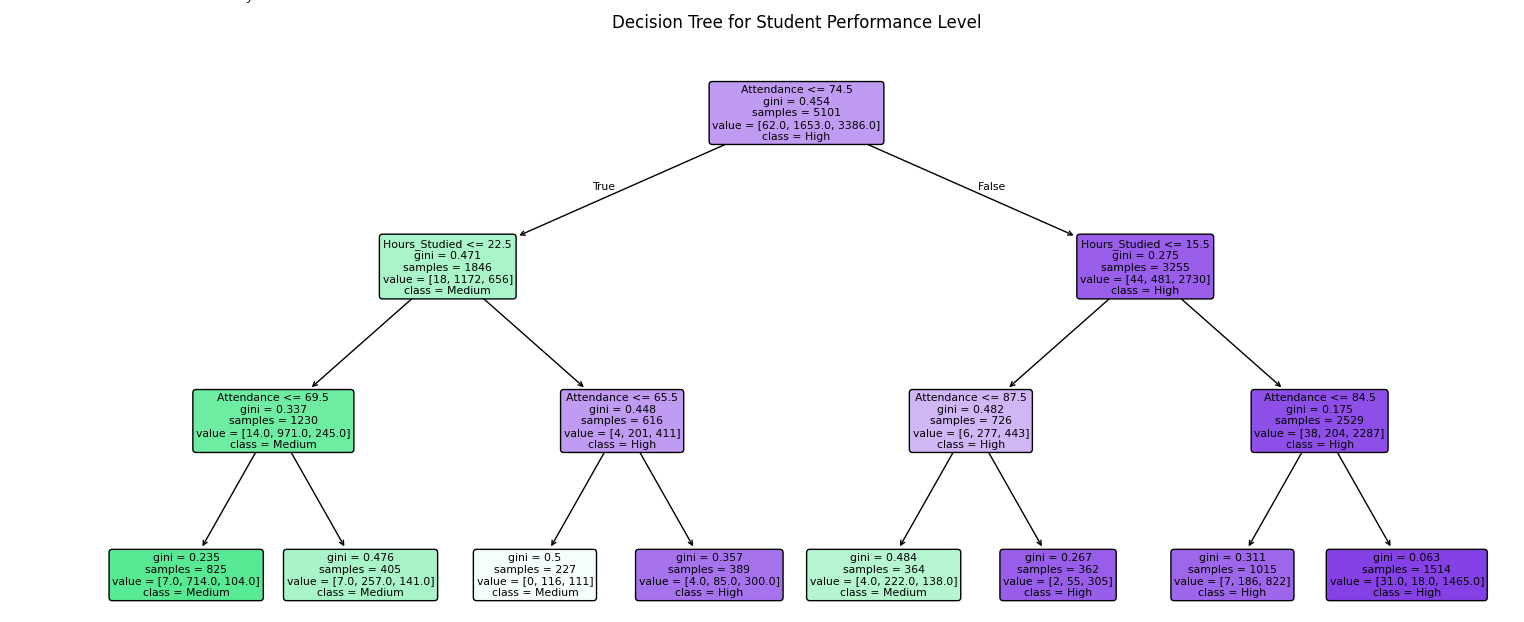 Decision Tree for Student Performance Level
Attendance <= 74.5
gini = 0.454
samples = 5101
value = [62.0, 1653.0, 3386.0]
class = High
True
False
Hours_Studied <= 22.5
gini = 0.471
samples = 1846
value = [18, 1172, 656]
class = Medium
Hours_Studied <= 15.5
gini = 0.275
samples = 3255
value = [44, 481, 2730]
class = High
Attendance <= 69.5
gini = 0.337
samples = 1230
value = [14.0, 971.0, 245.0]
class = Medium
Attendance <= 65.5
gini = 0.448
samples = 616
value = [4, 201, 411]
class = High
Attendance <= 87.5
gini = 0.482
samples = 726
value = [6, 277, 443]
class = High
Attendance <= 84.5
gini = 0.175
samples = 2529
value = [38, 204, 2287]
class = High
gini = 0.235
samples = 825
value = [7.0, 714.0, 104.0]
class = Medium
gini = 0.476
samples = 405
value = [7.0, 257.0, 141.0]
class = Medium
gini = 0.5
samples = 227
value = [0, 116, 111]
class = Medium
gini = 0.357
samples = 389
value = [4.0, 85.0, 300.0]
class = High
gini = 0.484
samples = 364
value = [4.0, 222.0, 138.0]
class = Medium
gini = 0.267
samples = 362
value = [2, 55, 305]
class = High
gini = 0.311
samples = 1015
value = [7, 186, 822]
class = High
gini = 0.063
samples = 1514
value = [31.0, 18.0, 1465.0]
class = High